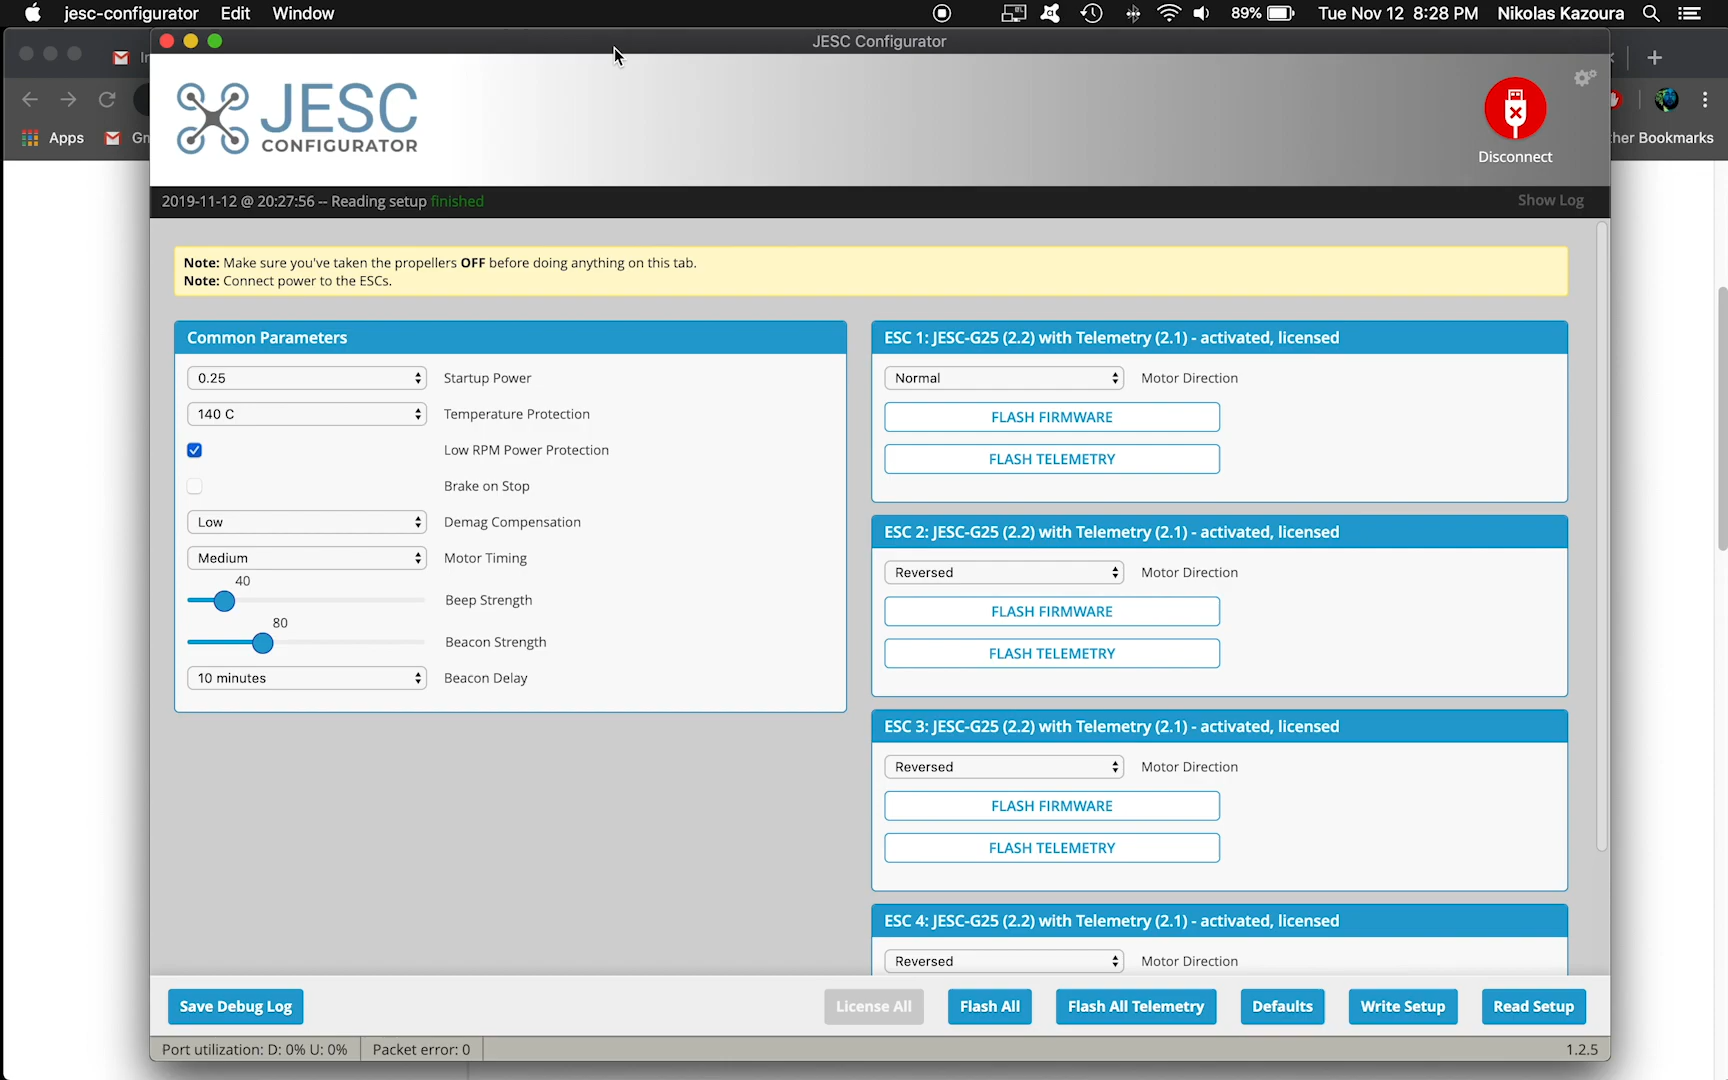 jesc-configurator Edit Window 89% Tue Nov 12 8:28 PM Nikolas Kazoura
JESC Configurator
Apps
her Bookmarks
JESC
CONFIGURATOR
Disconnect
2019-11-12 @ 20:27:56 -- Reading setup finished
Show Log
Note: Make sure you've taken the propellers OFF before doing anything on this tab.
Note: Connect power to the ESCs.
Common Parameters
0.25 Startup Power
140 C Temperature Protection
Low RPM Power Protection
Brake on Stop
Low Demag Compensation
Medium Motor Timing
40
Beep Strength
80
Beacon Strength
10 minutes Beacon Delay
ESC 1: JESC-G25 (2.2) with Telemetry (2.1) - activated, licensed
Normal Motor Direction
FLASH FIRMWARE
FLASH TELEMETRY
ESC 2: JESC-G25 (2.2) with Telemetry (2.1) - activated, licensed
Reversed Motor Direction
FLASH FIRMWARE
FLASH TELEMETRY
ESC 3: JESC-G25 (2.2) with Telemetry (2.1) - activated, licensed
Reversed Motor Direction
FLASH FIRMWARE
FLASH TELEMETRY
ESC 4: JESC-G25 (2.2) with Telemetry (2.1) - activated, licensed
Reversed Motor Direction
Save Debug Log License All Flash All Flash All Telemetry Defaults Write Setup Read Setup
Port utilization: D: 0% U: 0% Packet error: 0 1.2.5